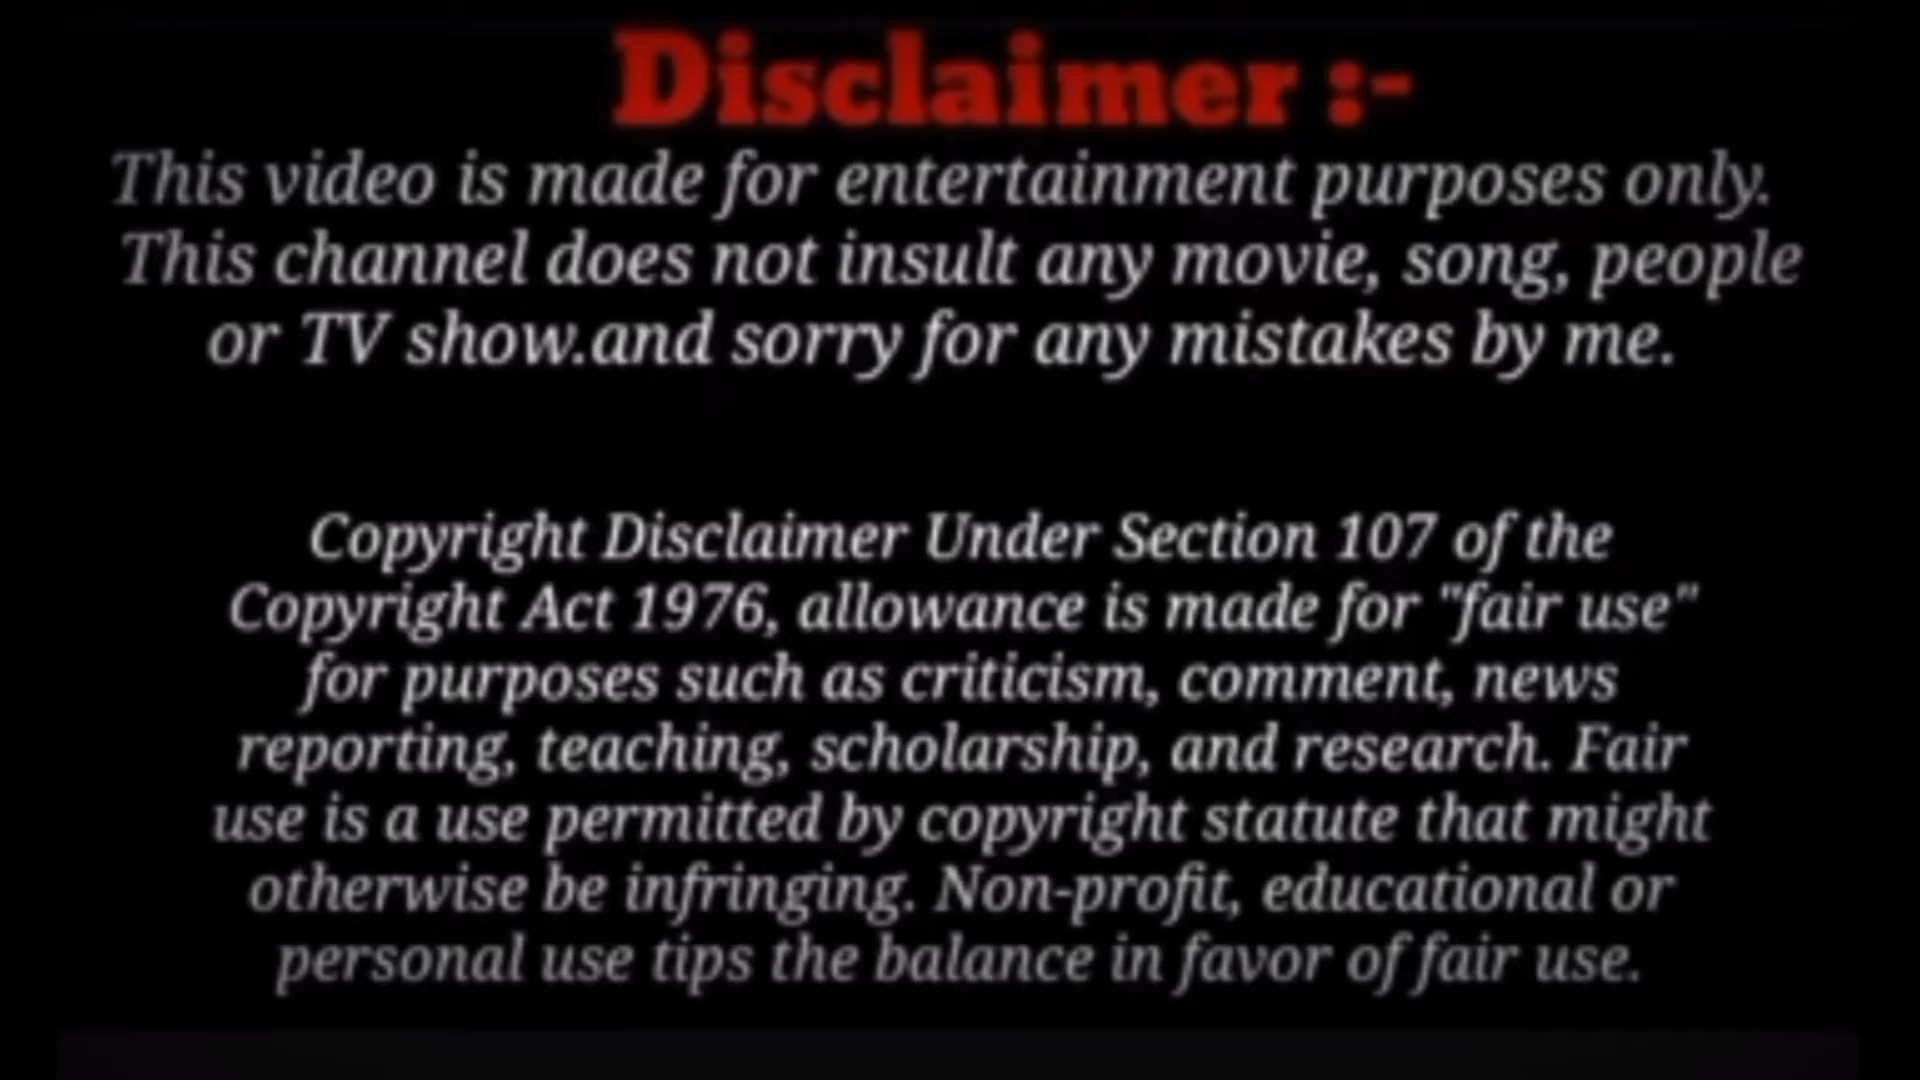 Disclaimer :-
This video is made for entertainment purposes only.
This channel does not insult any movie, song, people
or TV show.and sorry for any mistakes by me.
Copyright Disclaimer Under Section 107 of the
Copyright Act 1976, allowance is made for "fair use"
for purposes such as criticism, comment, news
reporting, teaching, scholarship, and research. Fair
use is a use permitted by copyright statute that might
otherwise be infringing. Non-profit, educational or
personal use tips the balance in favor of fair use.